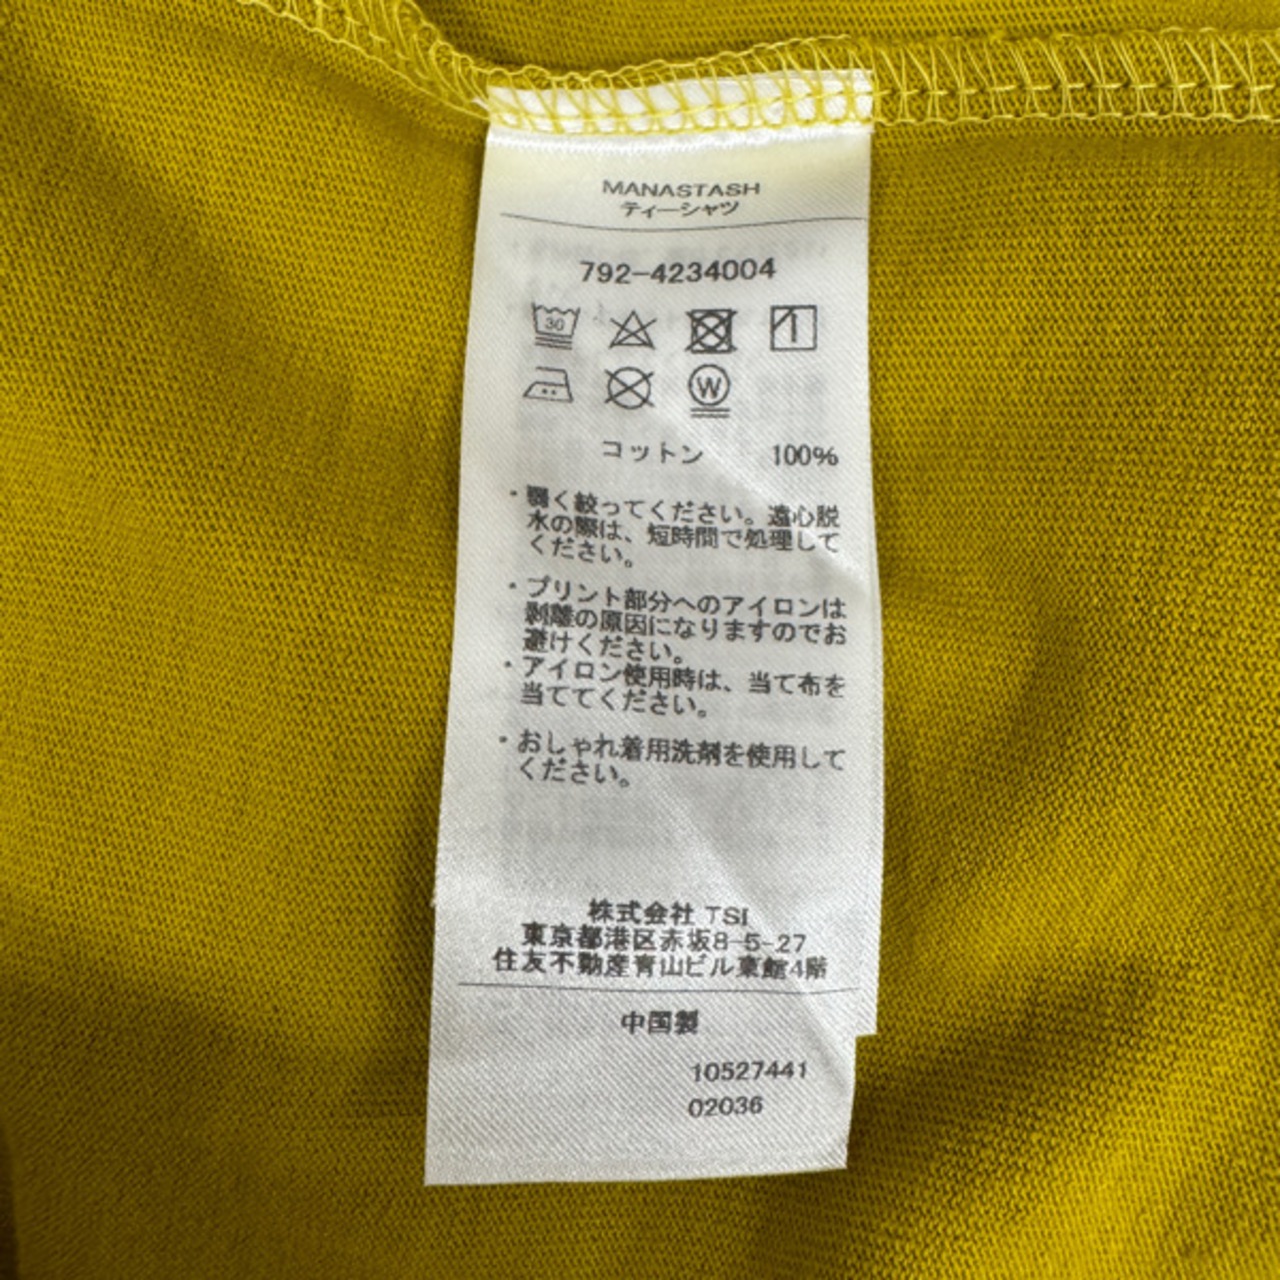 MANASTASH
ティーシャツ
792-4234004
30
W
コットン 100%
・弱く絞ってください。遠心脱
水の際は、短時間で処理して
ください。
・プリント部分へのアイロンは
剥離の原因になりますのでお
避けください。
・アイロン使用時は、当て布を
当ててください。
・おしゃれ着用洗剤を使用して
ください。
株式会社 TSI
東京都港区赤坂8-5-27
住友不動産青山ビル東館4階
中国製
10527441
02036